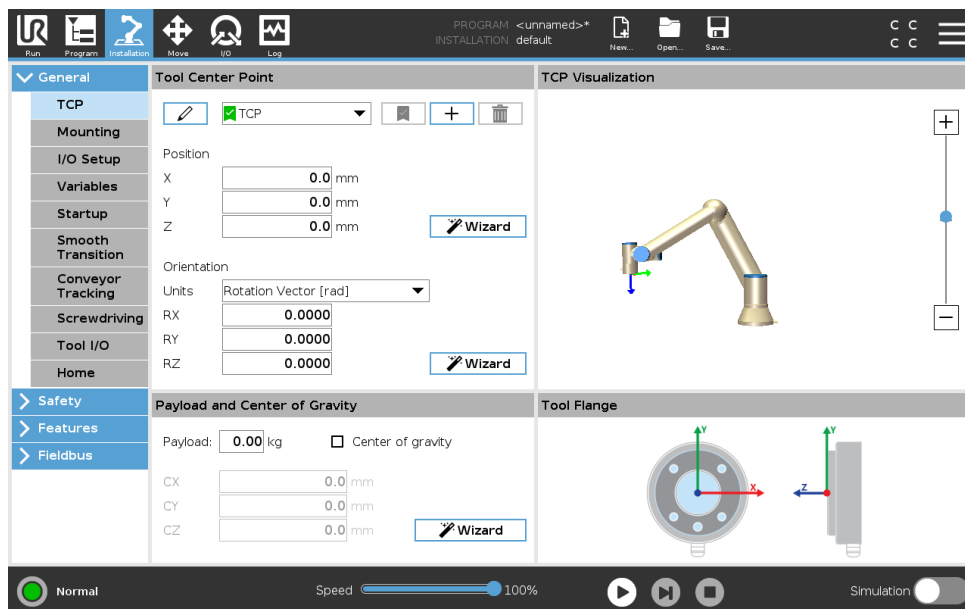 PROGRAM <unnamed>*
INSTALLATION default
Run
Program
Installation
Move
I/O
Log
New...
Open...
Save...
C C
C C
General
TCP
Mounting
I/O Setup
Variables
Startup
Smooth
Transition
Conveyor
Tracking
Screwdriving
Tool I/O
Home
Safety
Features
Fieldbus
Tool Center Point
TCP
Position
X 0.0 mm
Y 0.0 mm
Z 0.0 mm
Wizard
Orientation
Units Rotation Vector [rad]
RX 0.0000
RY 0.0000
RZ 0.0000
Wizard
Payload and Center of Gravity
Payload: 0.00 kg Center of gravity
CX 0.0 mm
CY 0.0 mm
CZ 0.0 mm
Wizard
TCP Visualization
Tool Flange
Y
X
Y
Z
Normal
Speed 100%
Simulation